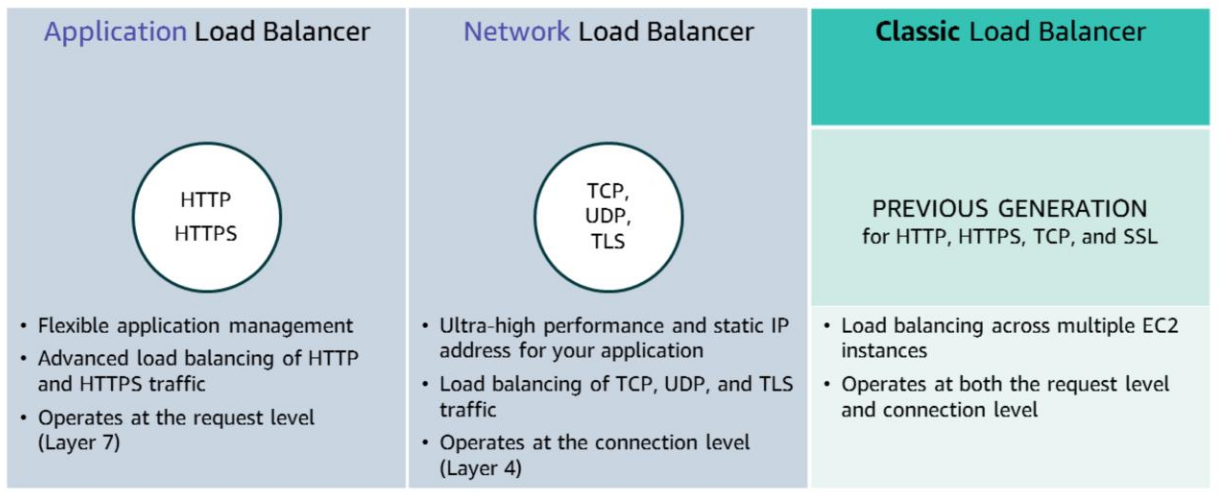 Application Load Balancer
HTTP
HTTPS
• Flexible application management
• Advanced load balancing of HTTP
and HTTPS traffic
• Operates at the request level
(Layer 7)
Network Load Balancer
TCP,
UDP,
TLS
• Ultra-high performance and static IP
address for your application
• Load balancing of TCP, UDP, and TLS
traffic
• Operates at the connection level
(Layer 4)
Classic Load Balancer
PREVIOUS GENERATION
for HTTP, HTTPS, TCP, and SSL
• Load balancing across multiple EC2
instances
• Operates at both the request level
and connection level